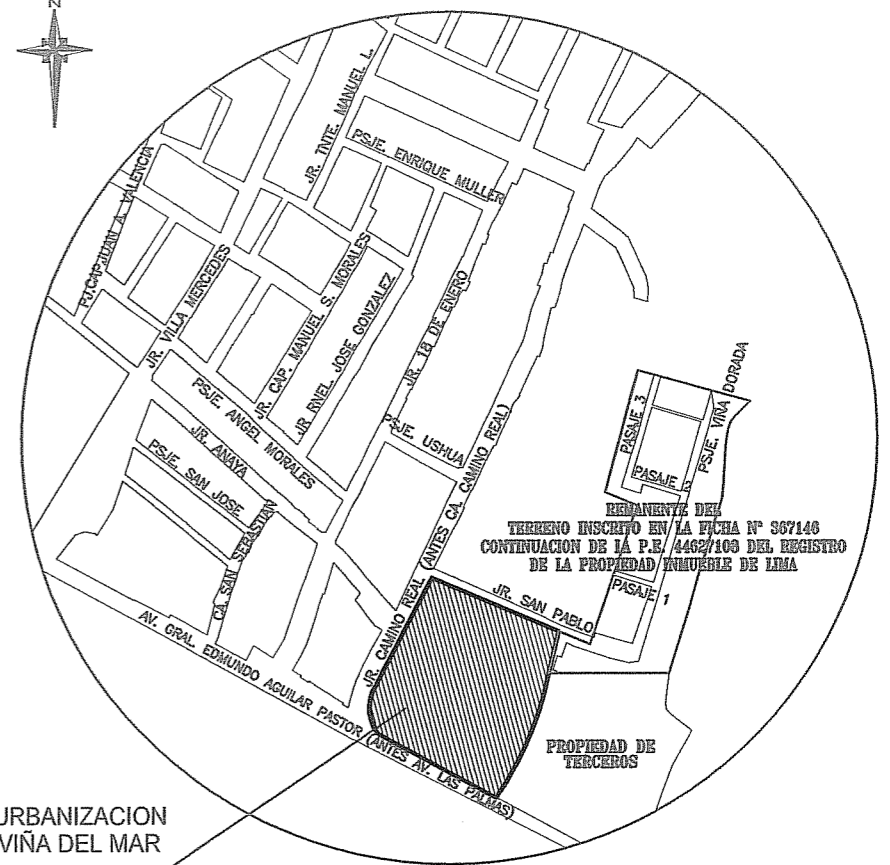 N
JR. TNTE. MANUEL L.
PSJE. ENRIQUE MULLER
PJ.CAP.JUAN A. VALENCIA
JR. VILLA MERCEDES
JR. CAP. MANUEL S. MORALES
JR RNEL. JOSE GONZALEZ
JR. 18 DE ENERO
PSJE. ANGEL MORALES
JR. ANAYA
PSJE. SAN JOSE
CA. SAN SEBASTIAN
PSJE. USHUA
JR. CAMINO REAL (ANTES CA. CAMINO REAL)
PASAJE 3
PSJE. VIÑA DORADA
PASAJE 2
REMANENTE DEL
TERRENO INSCRITO EN LA FICHA N° 367146
CONTINUACION DE LA P.E. 44627103 DEL REGISTRO
DE LA PROPIEDAD INMUEBLE DE LIMA
PASAJE 1
JR. SAN PABLO
AV. GRAL. EDMUNDO AGUILAR PASTOR (ANTES AV. LAS PALMAS)
PROPIEDAD DE
TERCEROS
URBANIZACION
VIÑA DEL MAR